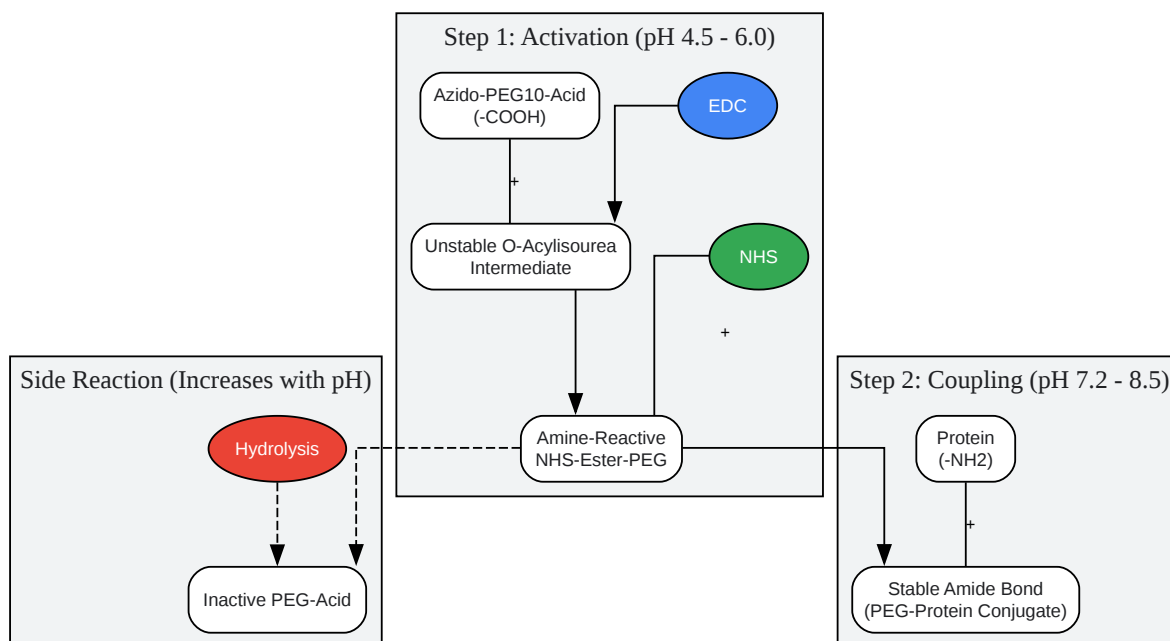 Step 1: Activation (pH 4.5 - 6.0)
Azido-PEG10-Acid
(-COOH)
EDC
+
Unstable O-Acylisourea
Intermediate
NHS
+
Amine-Reactive
NHS-Ester-PEG
Side Reaction (Increases with pH)
Hydrolysis
Inactive PEG-Acid
Step 2: Coupling (pH 7.2 - 8.5)
Protein
(-NH2)
+
Stable Amide Bond
(PEG-Protein Conjugate)